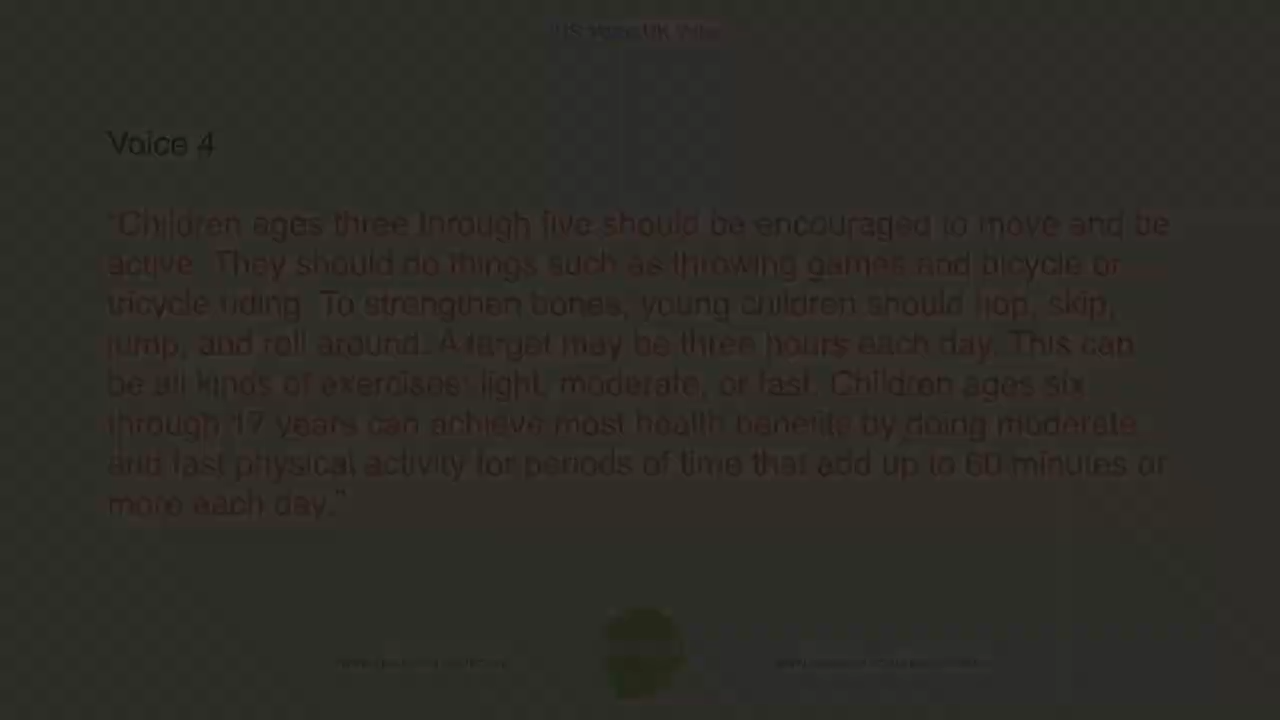 Voice 4
"Children ages three through five should be encouraged to move and be
active. They should do things such as throwing games and bicycle or
tricycle riding. To strengthen bones, young children should hop, skip,
jump, and roll around. A target may be three hours each day. This can
be all kinds of exercises: light, moderate, or fast. Children ages six
through 17 years can achieve most health benefits by doing moderate
and fast physical activity for periods of time that add up to 60 minutes or
more each day."